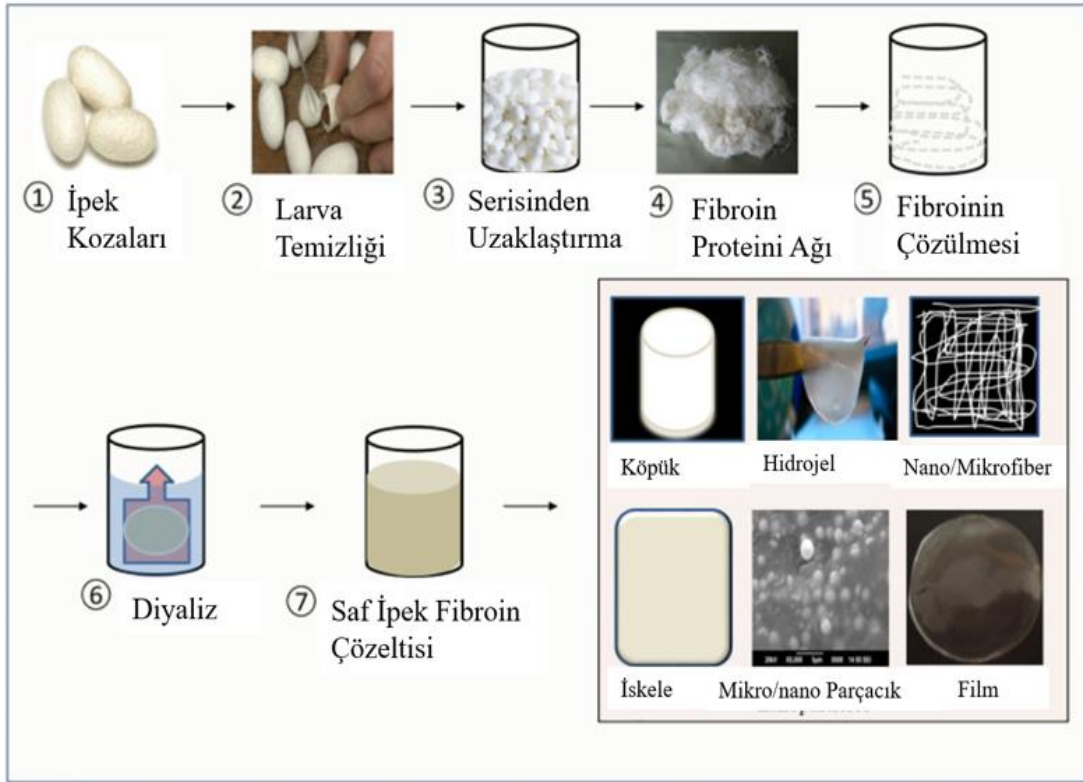 ① İpek
Kozaları
② Larva
Temizliği
③ Serisinden
Uzaklaştırma
④ Fibroin
Proteini Ağı
⑤ Fibroinin
Çözülmesi
⑥ Diyaliz
⑦ Saf İpek Fibroin
Çözeltisi
Köpük
Hidrojel
Nano/Mikrofiber
İskele
Mikro/nano Parçacık
Film